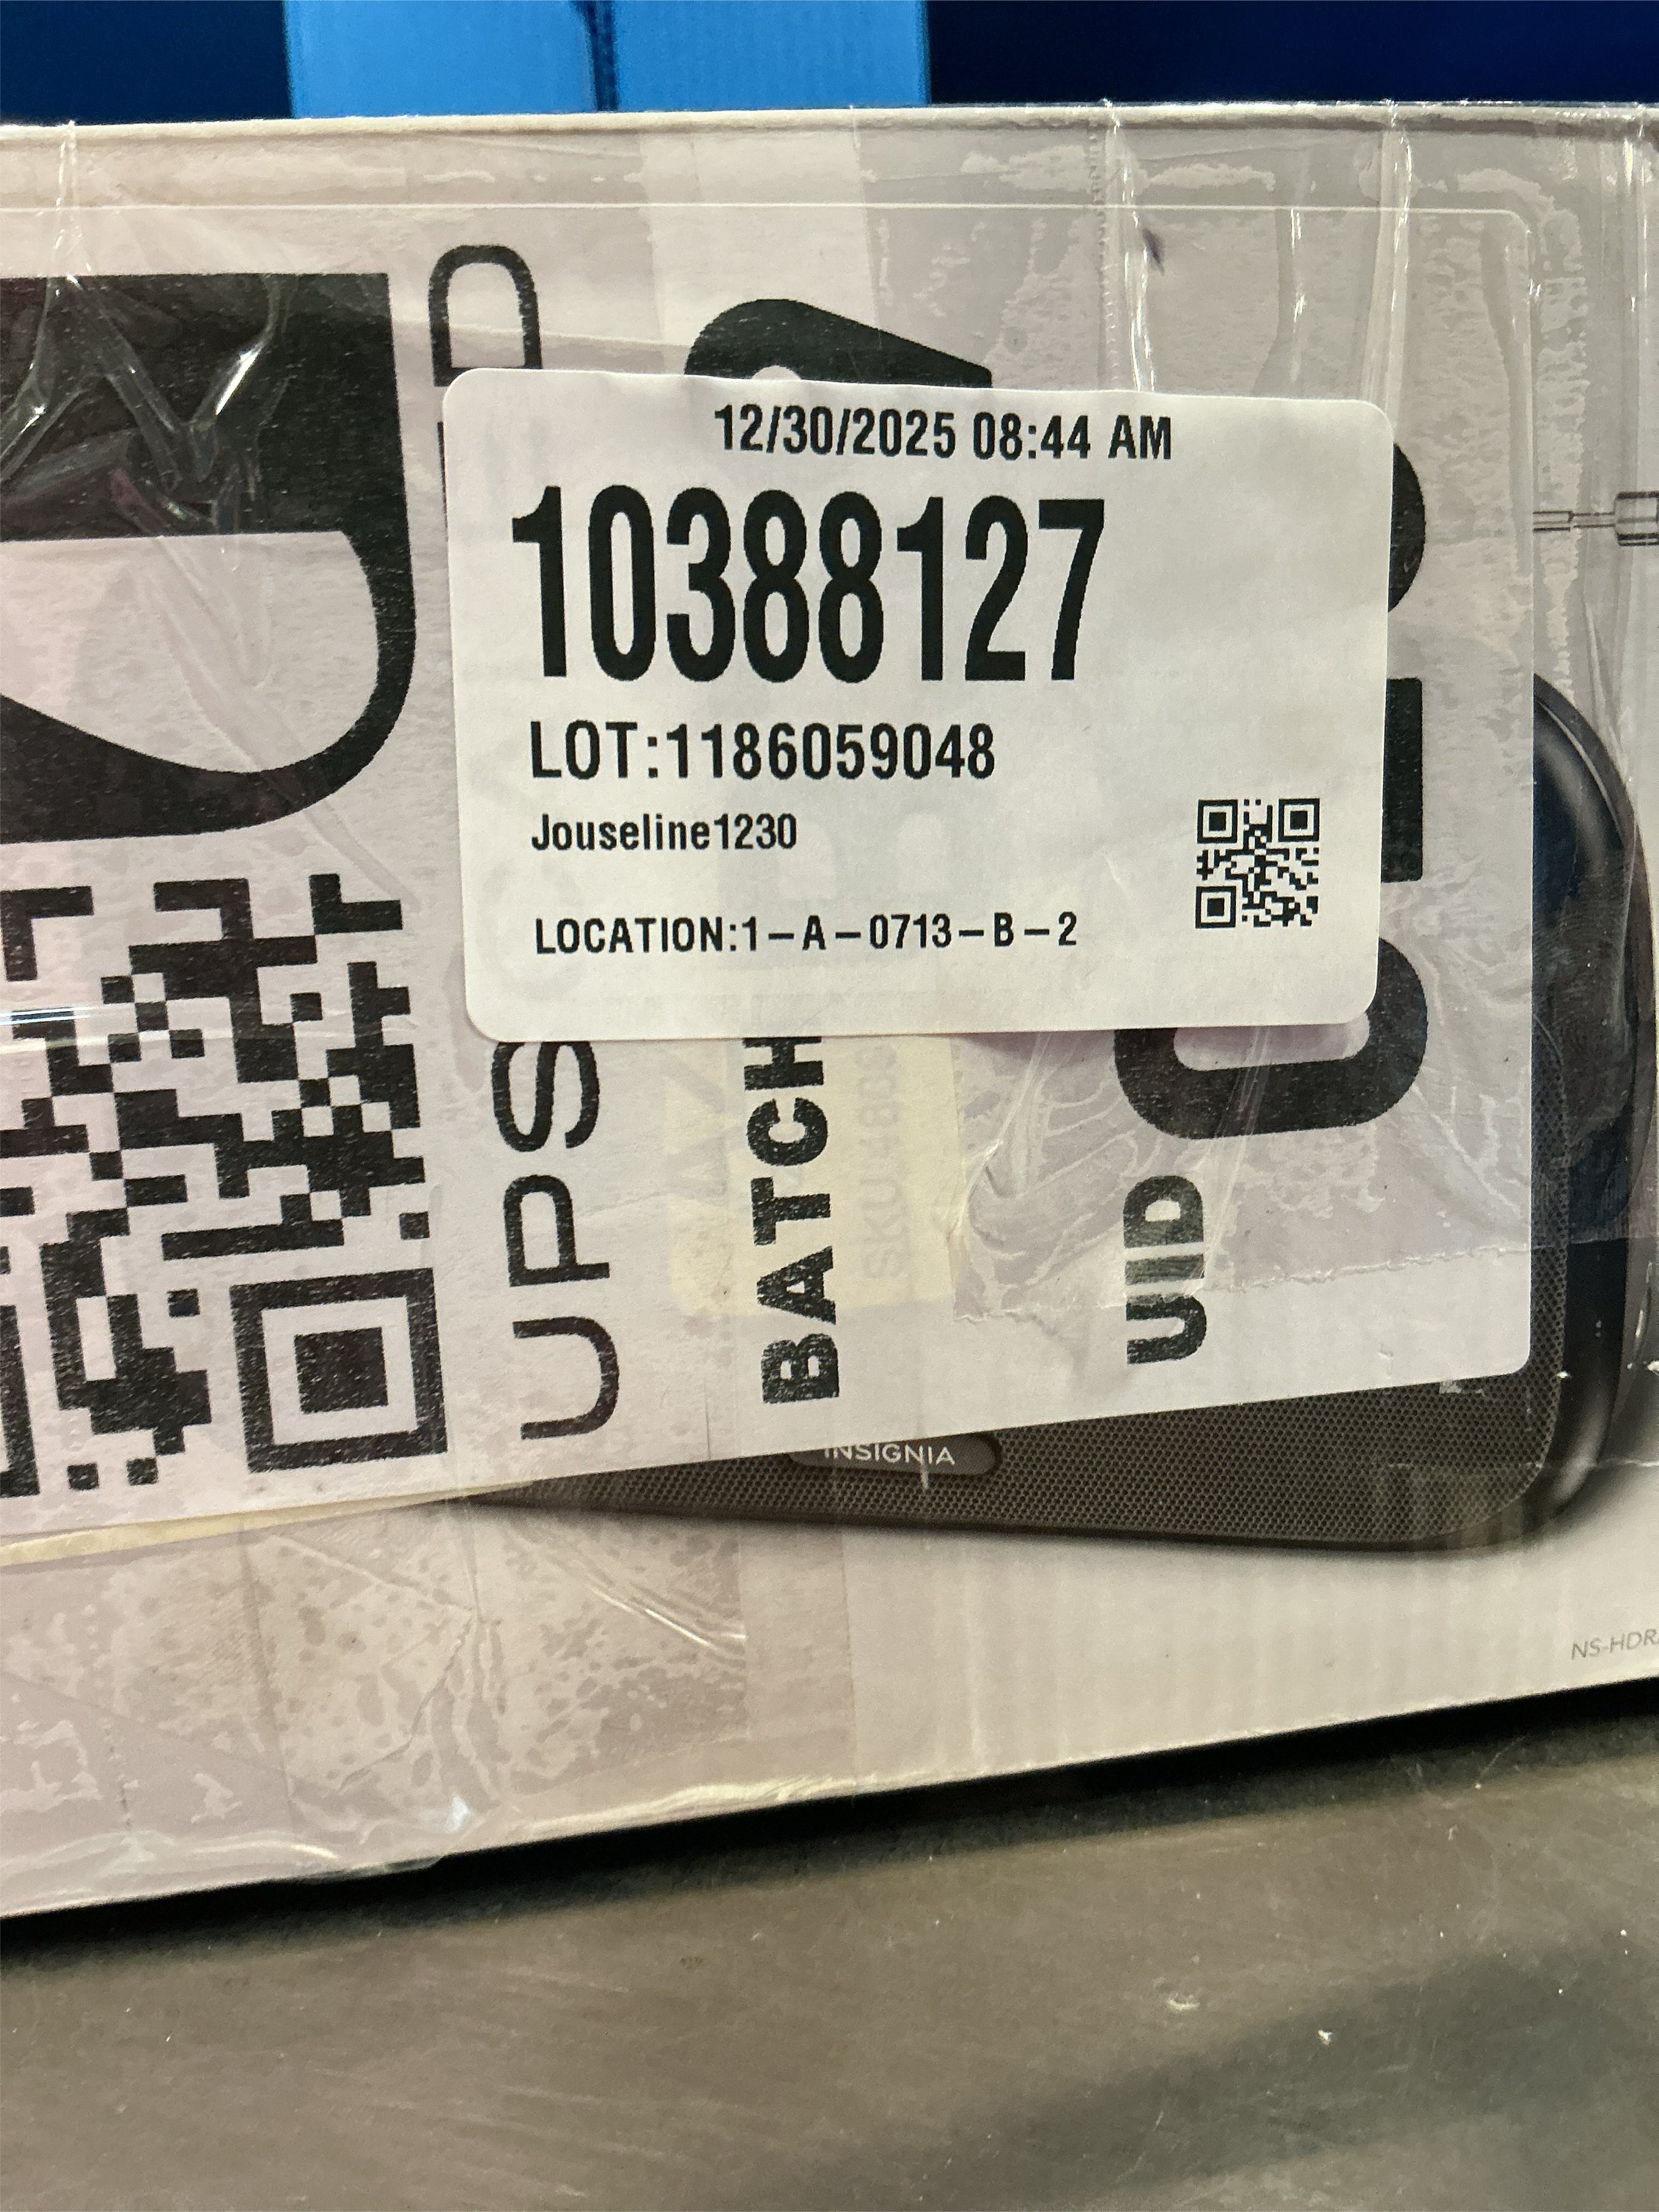 12/30/2025 08:44 AM
10388127
LOT:1186059048
Jouseline1230
LOCATION:1-A-0713-B-2
UPS
BATCH
UID
INSIGNIA